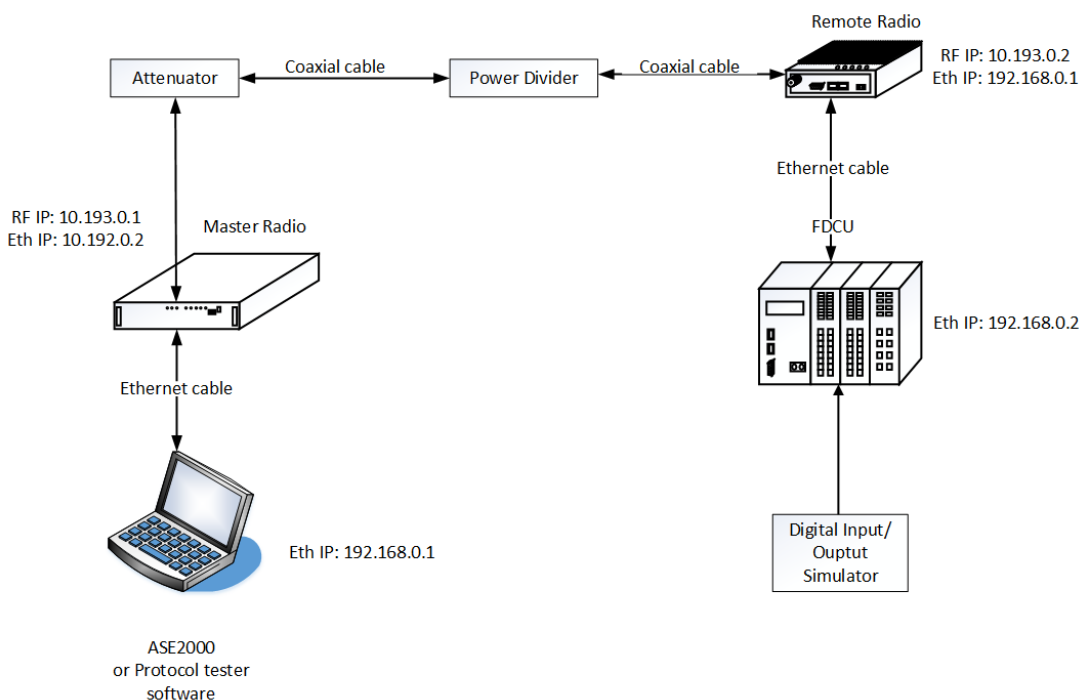 Remote Radio
Attenuator
Coaxial cable
Power Divider
Coaxial cable
RF IP: 10.193.0.2
Eth IP: 192.168.0.1
Ethernet cable
RF IP: 10.193.0.1
Eth IP: 10.192.0.2
Master Radio
FDCU
Eth IP: 192.168.0.2
Ethernet cable
Eth IP: 192.168.0.1
Digital Input/
Ouptut
Simulator
ASE2000
or Protocol tester
software